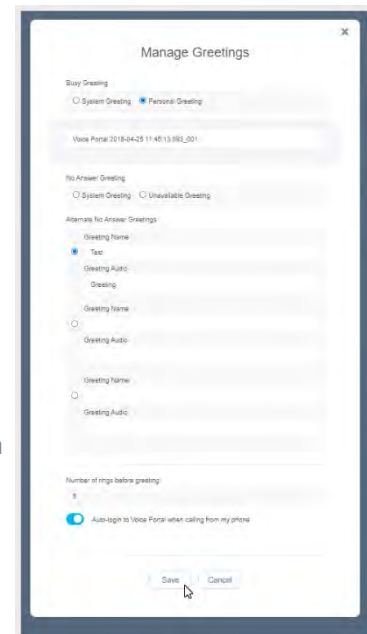 Manage Greetings
Busy Greeting
System Greeting Personal Greeting
Voice Portal 2018-04-25 11:45:13.693_001
No Answer Greeting
System Greeting Unavailable Greeting
Alternate No Answer Greetings
Greeting Name
Test
Greeting Audio
Greeting
Greeting Name
Greeting Audio
Greeting Name
Greeting Audio
Number of rings before greeting:
Auto-login to Voice Portal when calling from my phone
Save Cancel